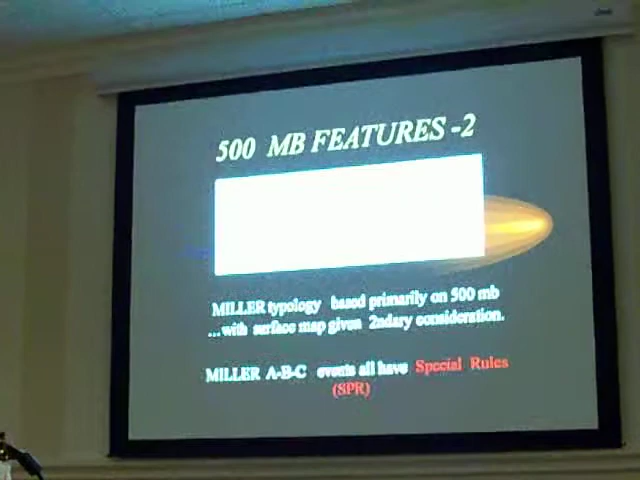 500 MB FEATURES -2
MILLER typology based primarily on 500 mb
...with surface map given 2ndary consideration.
MILLER A-B-C events all have Special Rules
(SPR)